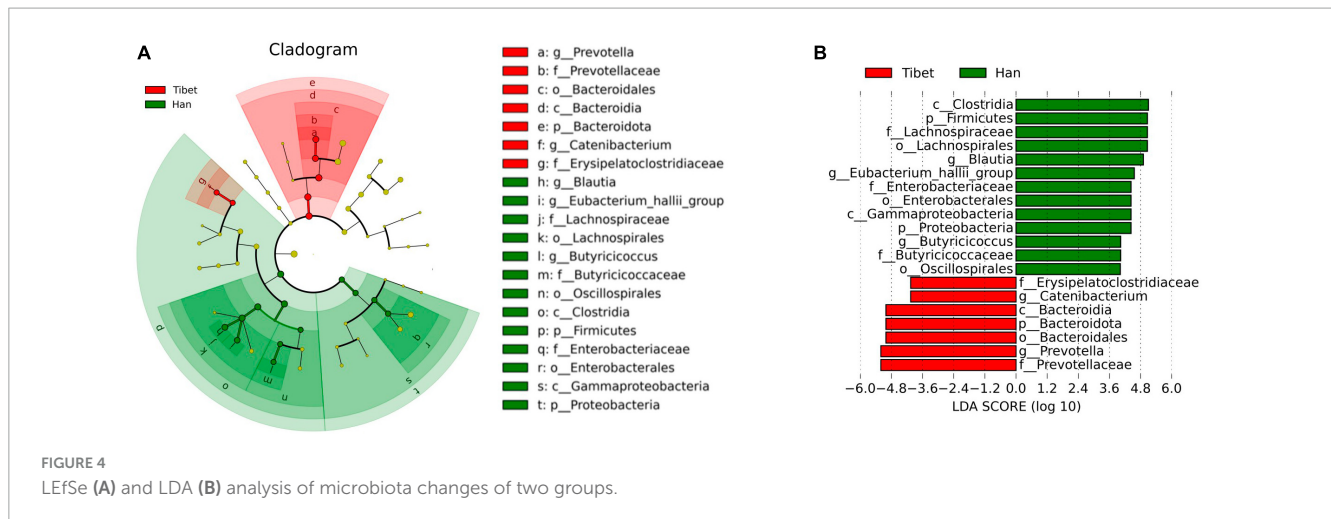 A
Cladogram
Tibet
Han
e
d
c
b
a
g
f
p
k
j
l
m
n
o
q
r
s
t
a: g__Prevotella
b: f__Prevotellaceae
c: o__Bacteroidales
d: c__Bacteroidia
e: p__Bacteroidota
f: g__Catenibacterium
g: f__Erysipelatoclostridiaceae
h: g__Blautia
i: g__Eubacterium_hallii_group
j: f__Lachnospiraceae
k: o__Lachnospirales
l: g__Butyricicoccus
m: f__Butyricicoccaceae
n: o__Oscillospirales
o: c__Clostridia
p: p__Firmicutes
q: f__Enterobacteriaceae
r: o__Enterobacterales
s: c__Gammaproteobacteria
t: p__Proteobacteria
B
Tibet Han
c__Clostridia
p__Firmicutes
f__Lachnospiraceae
o__Lachnospirales
g__Blautia
g__Eubacterium_hallii_group
f__Enterobacteriaceae
o__Enterobacterales
c__Gammaproteobacteria
p__Proteobacteria
g__Butyricicoccus
f__Butyricicoccaceae
o__Oscillospirales
f__Erysipelatoclostridiaceae
g__Catenibacterium
c__Bacteroidia
p__Bacteroidota
o__Bacteroidales
g__Prevotella
f__Prevotellaceae
−6.0 −4.8 −3.6 −2.4 −1.2 0.0 1.2 2.4 3.6 4.8 6.0
LDA SCORE (log 10)
FIGURE 4
LEfSe (A) and LDA (B) analysis of microbiota changes of two groups.